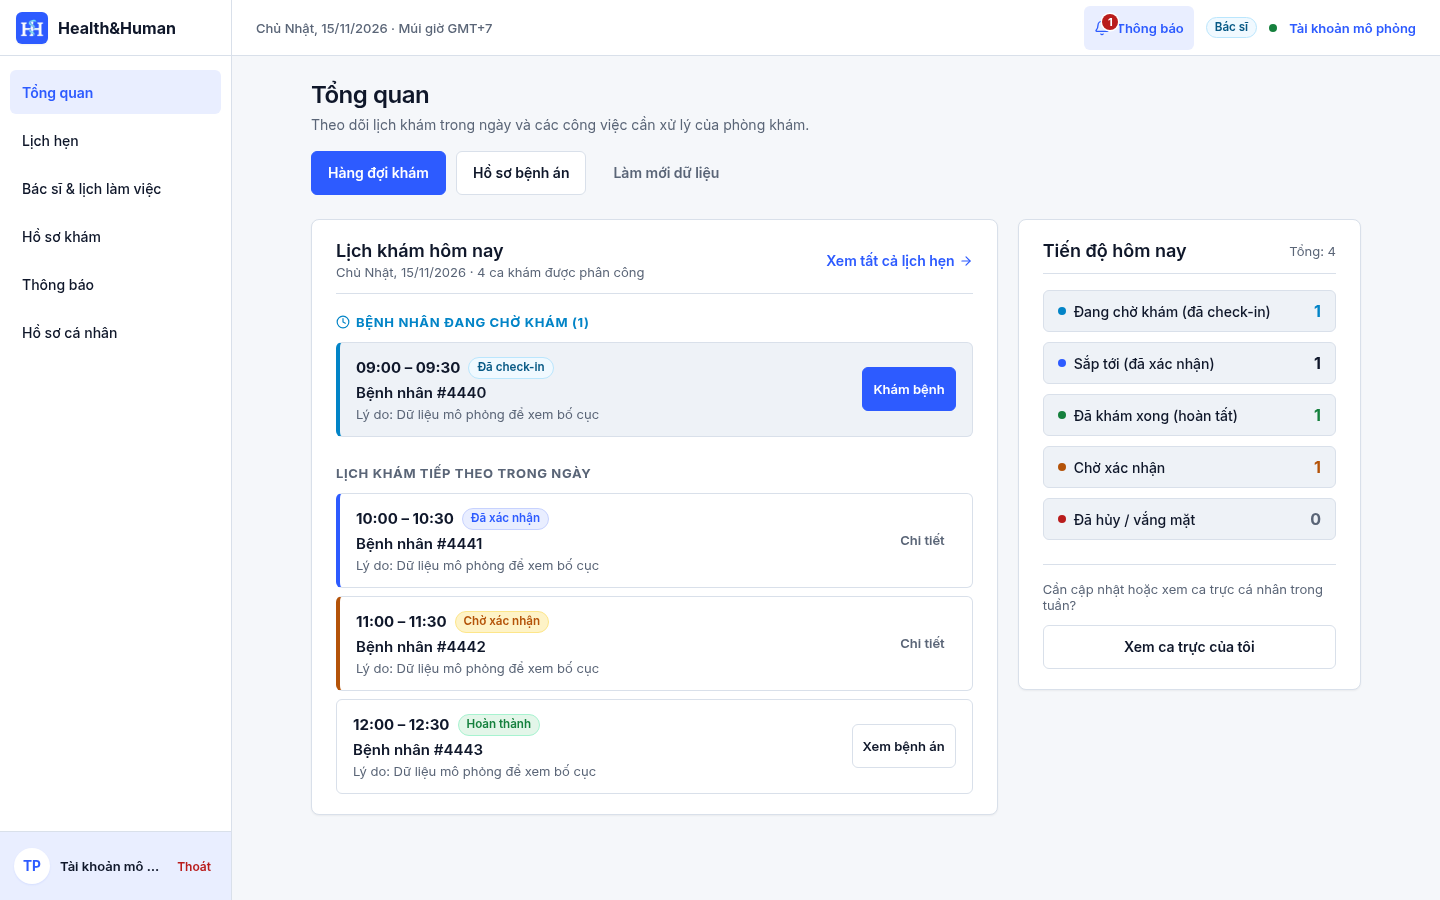 Health&Human
Chủ Nhật, 15/11/2026 · Múi giờ GMT+7
1
Thông báo
Bác sĩ
Tài khoản mô phỏng
Tổng quan
Lịch hẹn
Bác sĩ & lịch làm việc
Hồ sơ khám
Thông báo
Hồ sơ cá nhân
TP
Tài khoản mô ...
Thoát
Tổng quan
Theo dõi lịch khám trong ngày và các công việc cần xử lý của phòng khám.
Hàng đợi khám
Hồ sơ bệnh án
Làm mới dữ liệu
Lịch khám hôm nay
Chủ Nhật, 15/11/2026 · 4 ca khám được phân công
Xem tất cả lịch hẹn →
BỆNH NHÂN ĐANG CHỜ KHÁM (1)
09:00 – 09:30 Đã check-in
Bệnh nhân #4440
Lý do: Dữ liệu mô phỏng để xem bố cục
Khám bệnh
LỊCH KHÁM TIẾP THEO TRONG NGÀY
10:00 – 10:30 Đã xác nhận
Bệnh nhân #4441
Lý do: Dữ liệu mô phỏng để xem bố cục
Chi tiết
11:00 – 11:30 Chờ xác nhận
Bệnh nhân #4442
Lý do: Dữ liệu mô phỏng để xem bố cục
Chi tiết
12:00 – 12:30 Hoàn thành
Bệnh nhân #4443
Lý do: Dữ liệu mô phỏng để xem bố cục
Xem bệnh án
Tiến độ hôm nay
Tổng: 4
Đang chờ khám (đã check-in) 1
Sắp tới (đã xác nhận) 1
Đã khám xong (hoàn tất) 1
Chờ xác nhận 1
Đã hủy / vắng mặt 0
Cần cập nhật hoặc xem ca trực cá nhân trong
tuần?
Xem ca trực của tôi